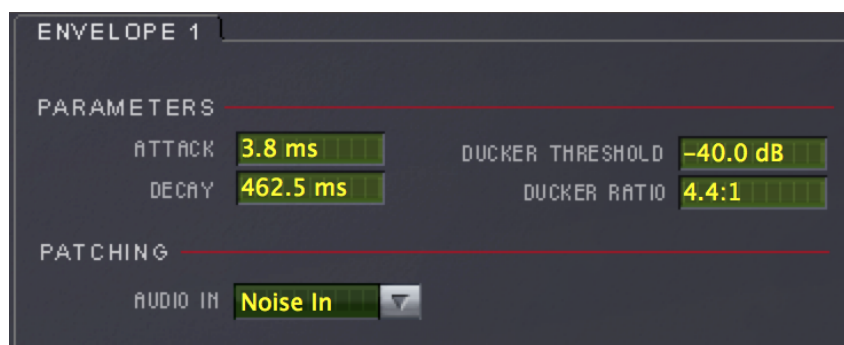 ENVELOPE 1
PARAMETERS
ATTACK 3.8 ms
DUCKER THRESHOLD -40.0 dB
DECAY 462.5 ms
DUCKER RATIO 4.4:1
PATCHING
AUDIO IN Noise In